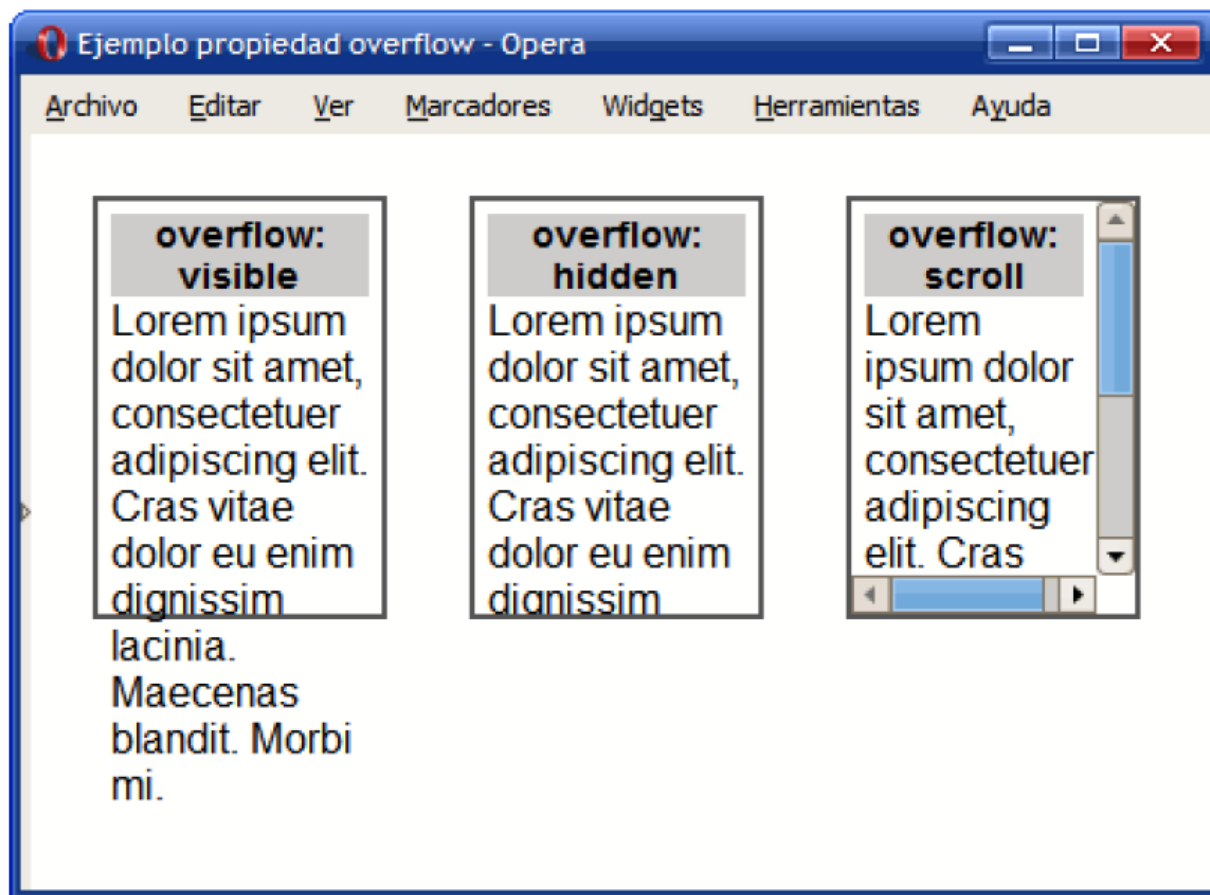 Ejemplo propiedad overflow - Opera
Archivo Editar Ver Marcadores Widgets Herramientas Ayuda
overflow:
visible
Lorem ipsum
dolor sit amet,
consectetuer
adipiscing elit.
Cras vitae
dolor eu enim
dignissim
lacinia.
Maecenas
blandit. Morbi
mi.
overflow:
hidden
Lorem ipsum
dolor sit amet,
consectetuer
adipiscing elit.
Cras vitae
dolor eu enim
dignissim
overflow:
scroll
Lorem
ipsum dolor
sit amet,
consectetuer
adipiscing
elit. Cras